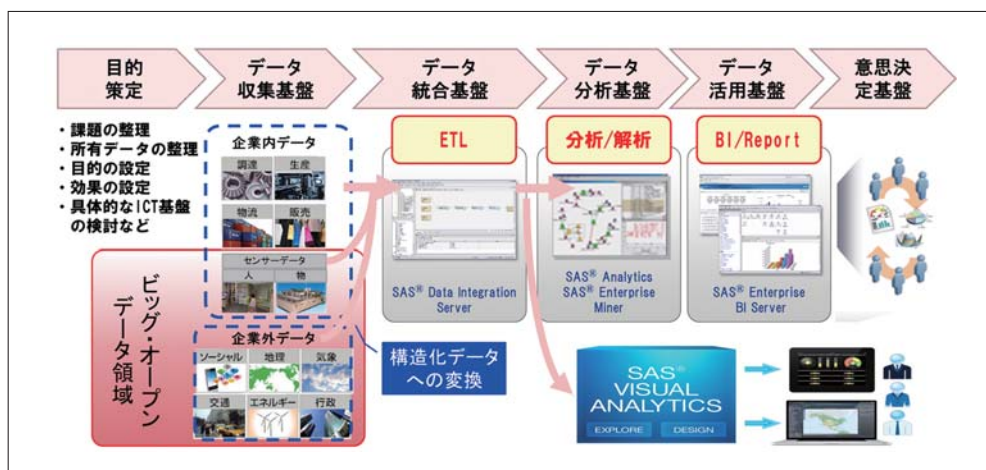 目的
策定
データ
収集基盤
データ
統合基盤
データ
分析基盤
データ
活用基盤
意思決
定基盤
・課題の整理
・所有データの整理
・目的の設定
・効果の設定
・具体的なICT基盤
の検討など
企業内データ
調達
生産
物流
販売
センサーデータ
人
物
ビッグ・オープン
データ領域
企業外データ
ソーシャル
地理
気象
交通
エネルギー
行政
構造化データ
への変換
ETL
SAS® Data Integration
Server
分析/解析
SAS® Analytics
SAS® Enterprise
Miner
BI/Report
SAS® Enterprise
BI Server
SAS®
VISUAL
ANALYTICS
EXPLORE
DESIGN